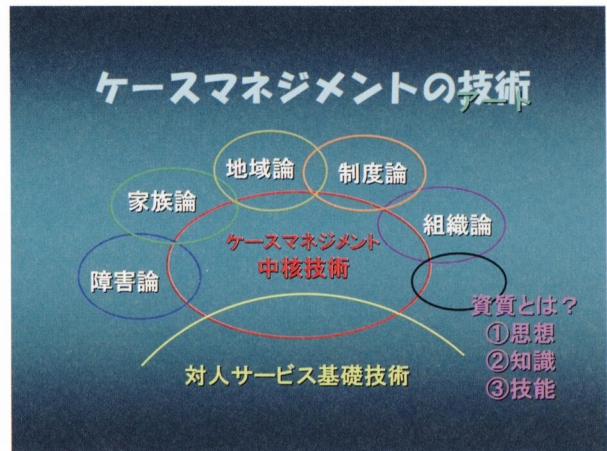 ケースマネジメントの技術
アート
地域論
制度論
家族論
組織論
障害論
ケースマネジメント
中核技術
対人サービス基礎技術
資質とは？
①思想
②知識
③技能